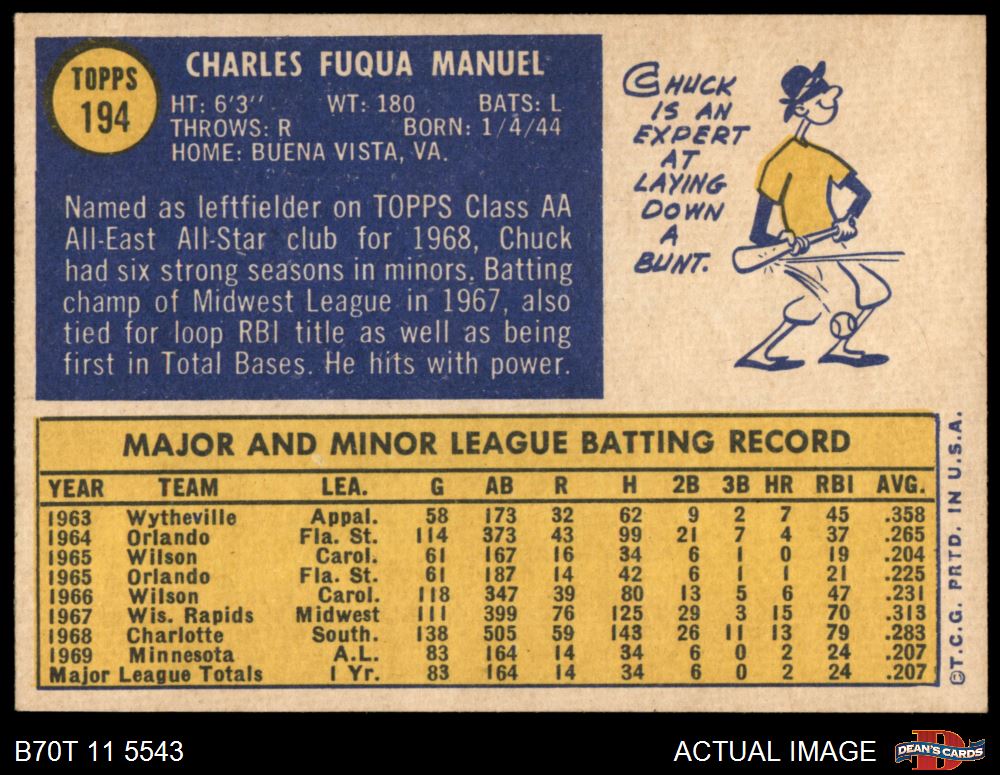 TOPPS
194
CHARLES FUQUA MANUEL
HT: 6'3" WT: 180 BATS: L
THROWS: R BORN: 1/4/44
HOME: BUENA VISTA, VA.
Named as leftfielder on TOPPS Class AA
All-East All-Star club for 1968, Chuck
had six strong seasons in minors. Batting
champ of Midwest League in 1967, also
tied for loop RBI title as well as being
first in Total Bases. He hits with power.
CHUCK
IS AN
EXPERT
AT
LAYING
DOWN
A
BUNT.
MAJOR AND MINOR LEAGUE BATTING RECORD
YEAR TEAM LEA. G AB R H 2B 3B HR RBI AVG.
1963 Wytheville Appal. 58 173 32 62 9 2 7 45 .358
1964 Orlando Fla. St. 114 373 43 99 21 7 4 37 .265
1965 Wilson Carol. 61 167 16 34 6 1 0 19 .204
1965 Orlando Fla. St. 61 187 14 42 6 1 1 21 .225
1966 Wilson Carol. 118 347 39 80 13 5 6 47 .231
1967 Wis. Rapids Midwest 111 399 76 125 29 3 15 70 .313
1968 Charlotte South. 138 505 59 143 26 11 13 79 .283
1969 Minnesota A.L. 83 164 14 34 6 0 2 24 .207
Major League Totals 1 Yr. 83 164 14 34 6 0 2 24 .207
©T.C.G. PRTD. IN U.S.A.
B70T 11 5543
ACTUAL IMAGE
DEAN'S CARDS